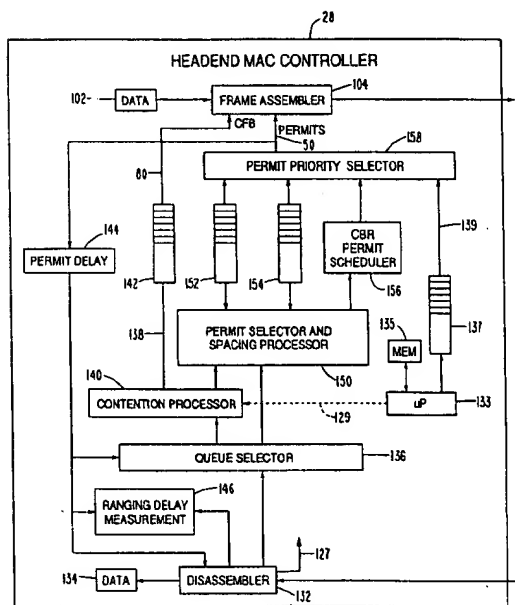 28
HEADEND MAC CONTROLLER
104
102
DATA
FRAME ASSEMBLER
CFB
PERMITS
50
158
PERMIT PRIORITY SELECTOR
80
139
144
PERMIT DELAY
CBR
PERMIT
SCHEDULER
142
152
154
156
138
135
137
PERMIT SELECTOR AND
SPACING PROCESSOR
MEM
140
150
CONTENTION PROCESSOR
129
uP
133
QUEUE SELECTOR
136
146
RANGING DELAY
MEASUREMENT
127
134
DATA
DISASSEMBLER
132